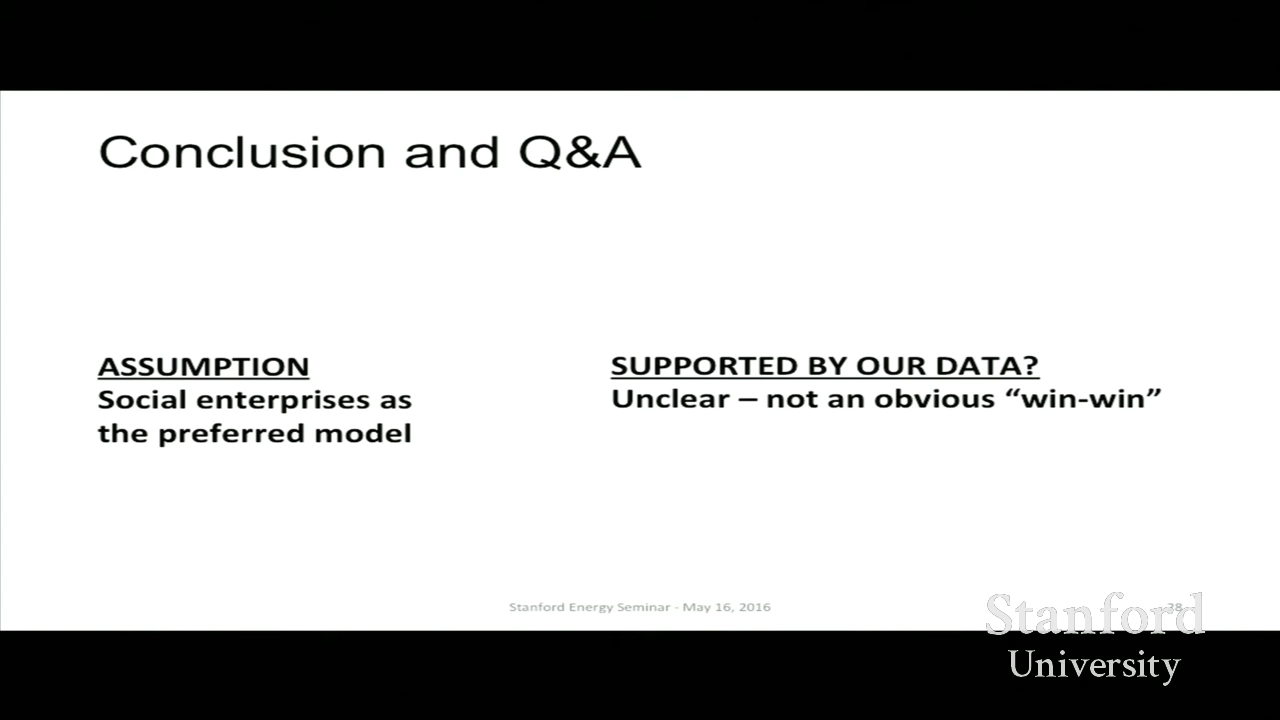 Conclusion and Q&A
ASSUMPTION
Social enterprises as
the preferred model
SUPPORTED BY OUR DATA?
Unclear – not an obvious “win-win”
Stanford Energy Seminar - May 16, 2016
38
Stanford
University